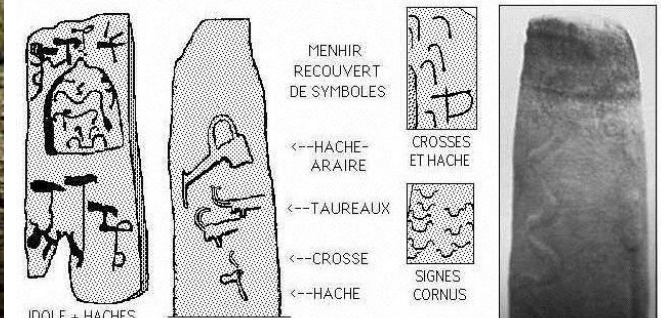 MENHIR
RECOUVERT
DE SYMBOLES
<--HACHE-
ARAIRE
<--TAUREAUX
<--CROSSE
<--HACHE
CROSSES
ET HACHE
SIGNES
CORNUS
IDOLE + HACHES